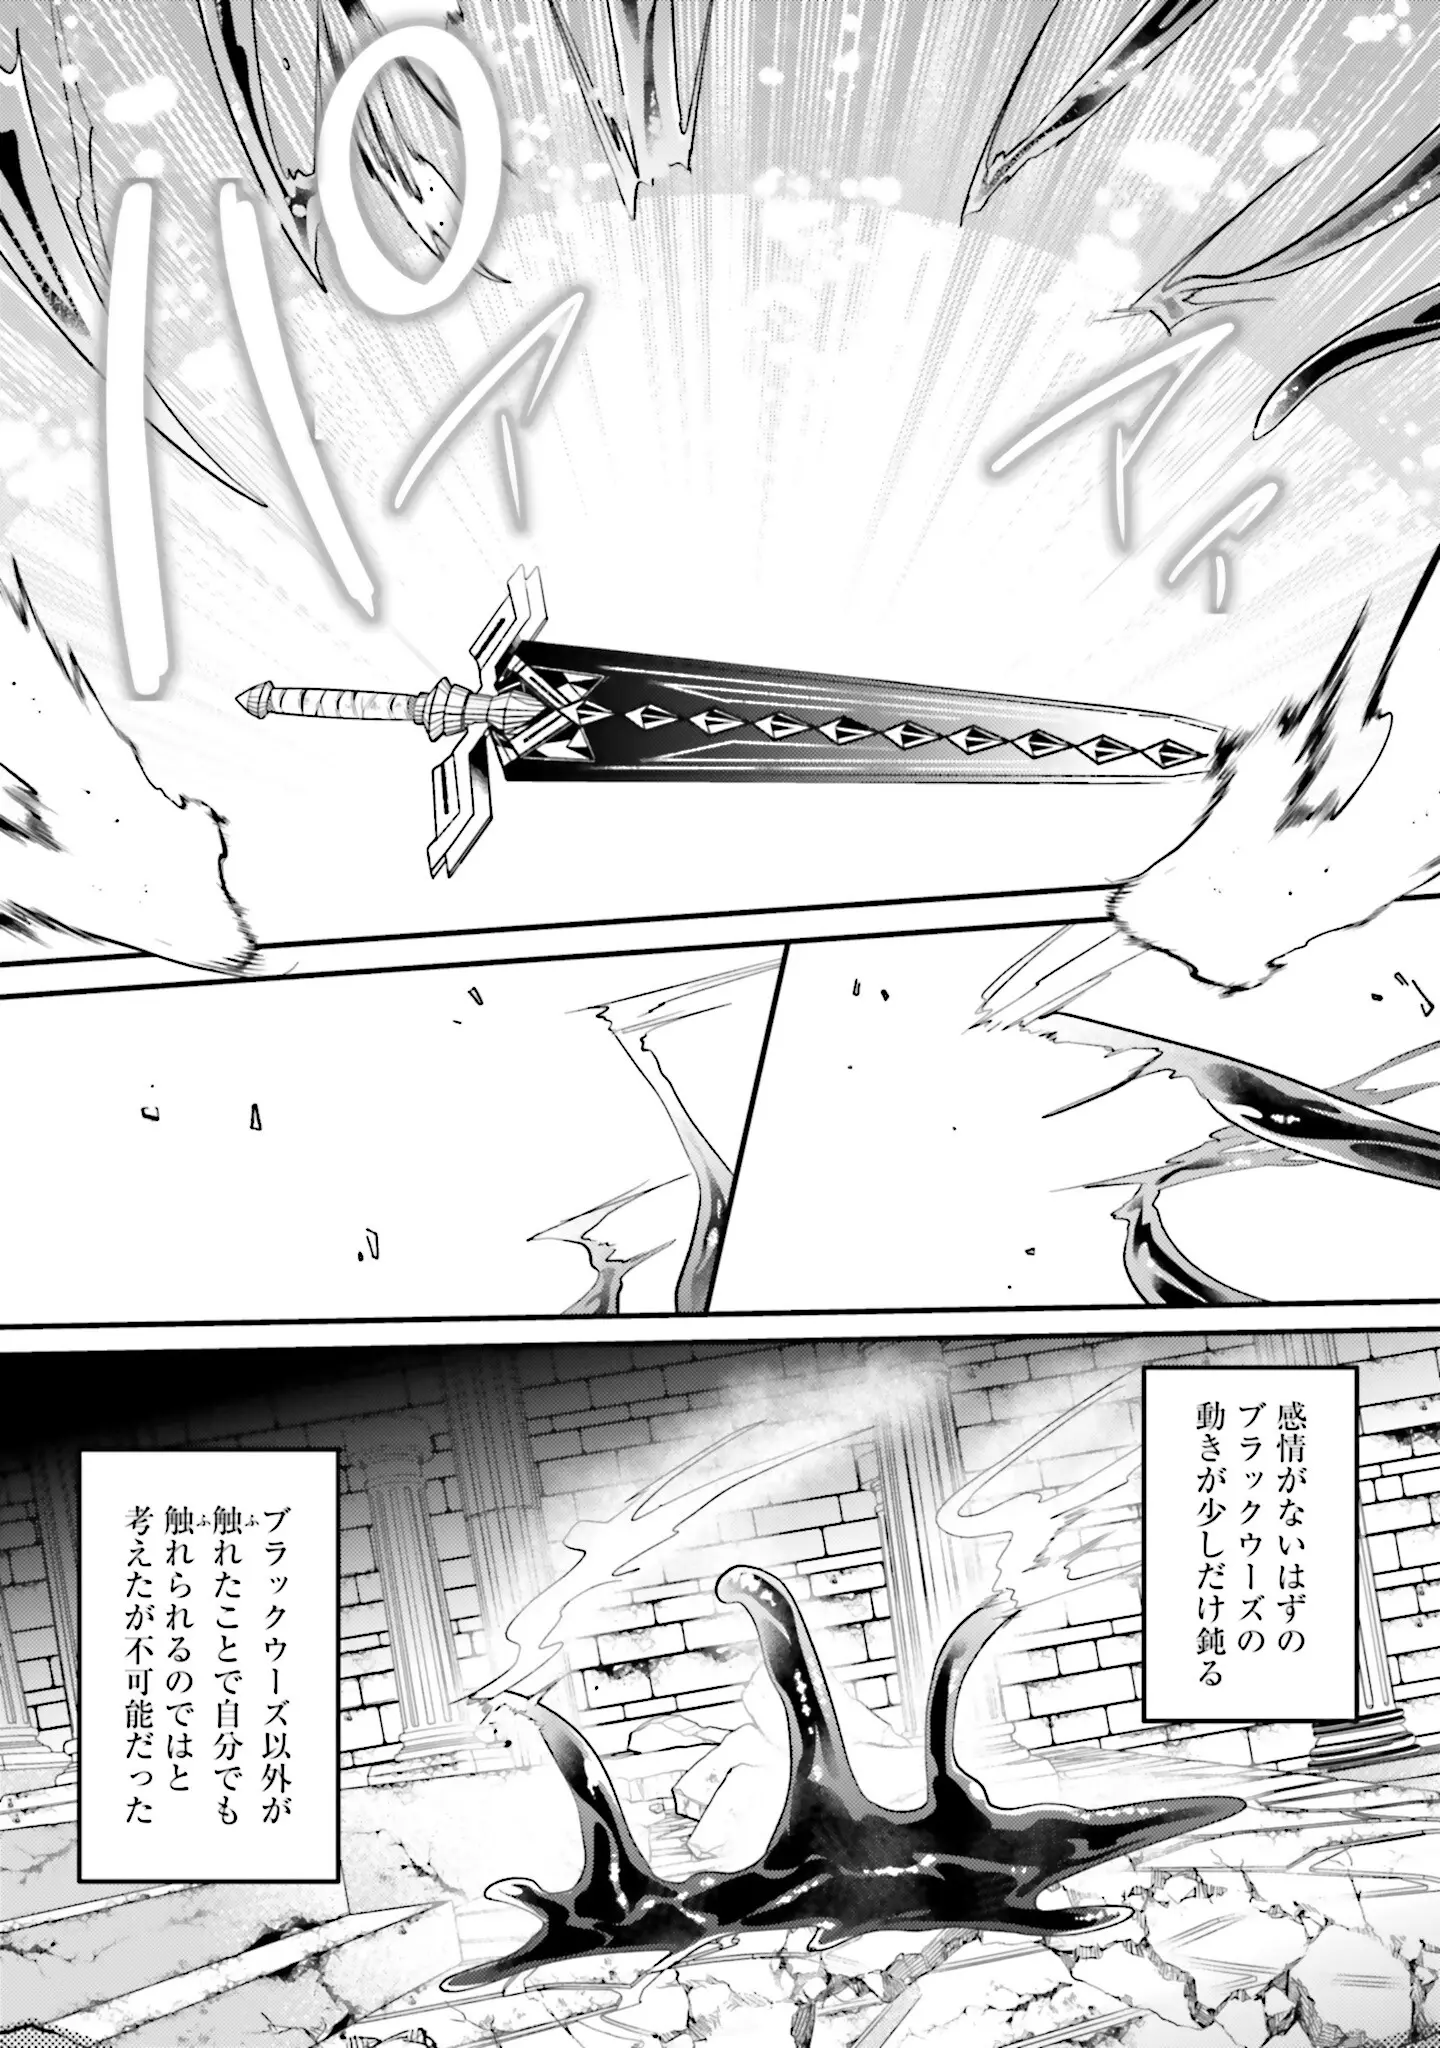 パアアア
感情がないはずの
ブラックウーズの
動きが少しだけ鈍る
ブラックウーズ以外が
触れたことで自分でも
触れられるのではと
考えたが不可能だった